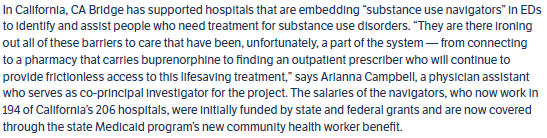 In California, CA Bridge has supported hospitals that are embedding “substance use navigators” in EDs
to identify and assist people who need treatment for substance use disorders. “They are there ironing
out all of these barriers to care that have been, unfortunately, a part of the system — from connecting
to a pharmacy that carries buprenorphine to finding an outpatient prescriber who will continue to
provide frictionless access to this lifesaving treatment,” says Arianna Campbell, a physician assistant
who serves as co-principal investigator for the project. The salaries of the navigators, who now work in
194 of California’s 206 hospitals, were initially funded by state and federal grants and are now covered
through the state Medicaid program’s new community health worker benefit.